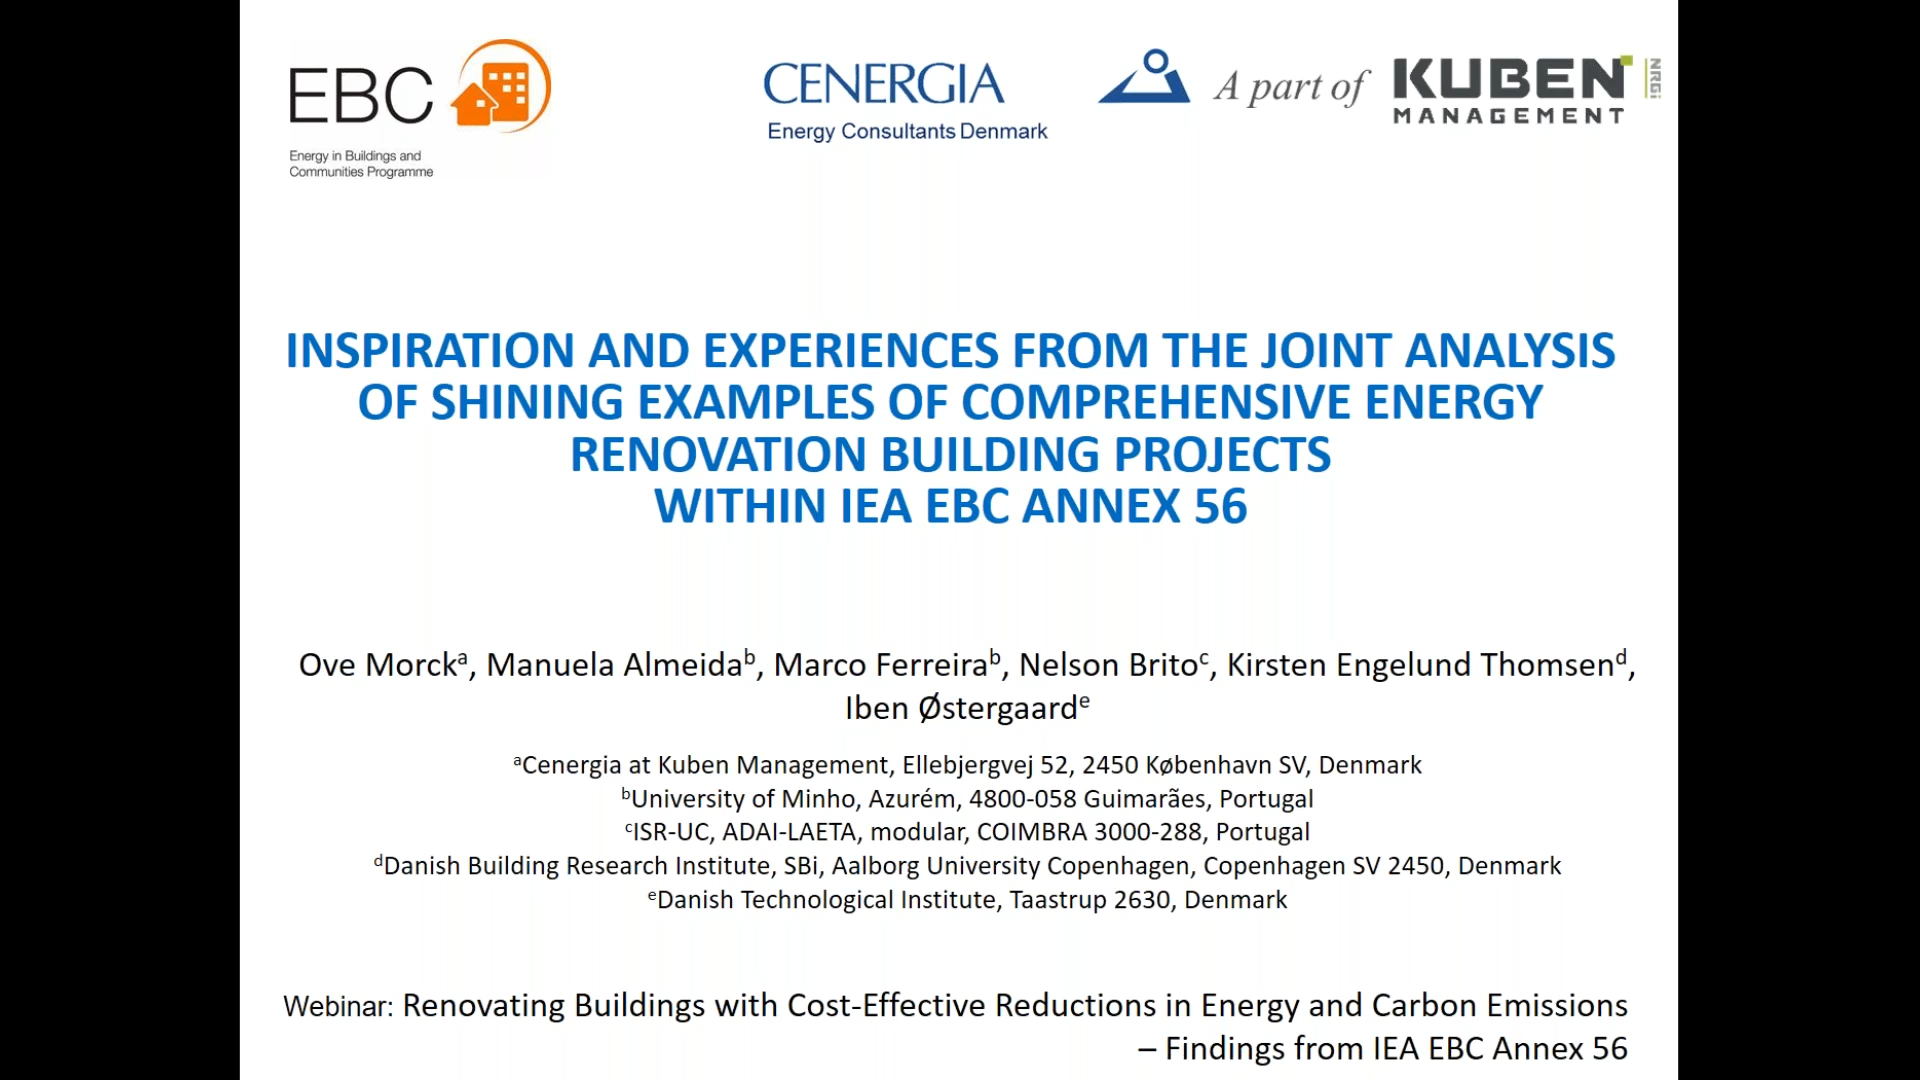 EBC
Energy in Buildings and
Communities Programme
CENERGIA
Energy Consultants Denmark
A part of
KUBEN
MANAGEMENT
NRGi
INSPIRATION AND EXPERIENCES FROM THE JOINT ANALYSIS
OF SHINING EXAMPLES OF COMPREHENSIVE ENERGY
RENOVATION BUILDING PROJECTS
WITHIN IEA EBC ANNEX 56
Ove Morckᵃ, Manuela Almeidaᵇ, Marco Ferreiraᵇ, Nelson Britoᶜ, Kirsten Engelund Thomsenᵈ,
Iben Østergaardᵉ
ᵃCenergia at Kuben Management, Ellebjergvej 52, 2450 København SV, Denmark
ᵇUniversity of Minho, Azurém, 4800-058 Guimarães, Portugal
ᶜISR-UC, ADAI-LAETA, modular, COIMBRA 3000-288, Portugal
ᵈDanish Building Research Institute, SBi, Aalborg University Copenhagen, Copenhagen SV 2450, Denmark
ᵉDanish Technological Institute, Taastrup 2630, Denmark
Webinar: Renovating Buildings with Cost-Effective Reductions in Energy and Carbon Emissions
– Findings from IEA EBC Annex 56